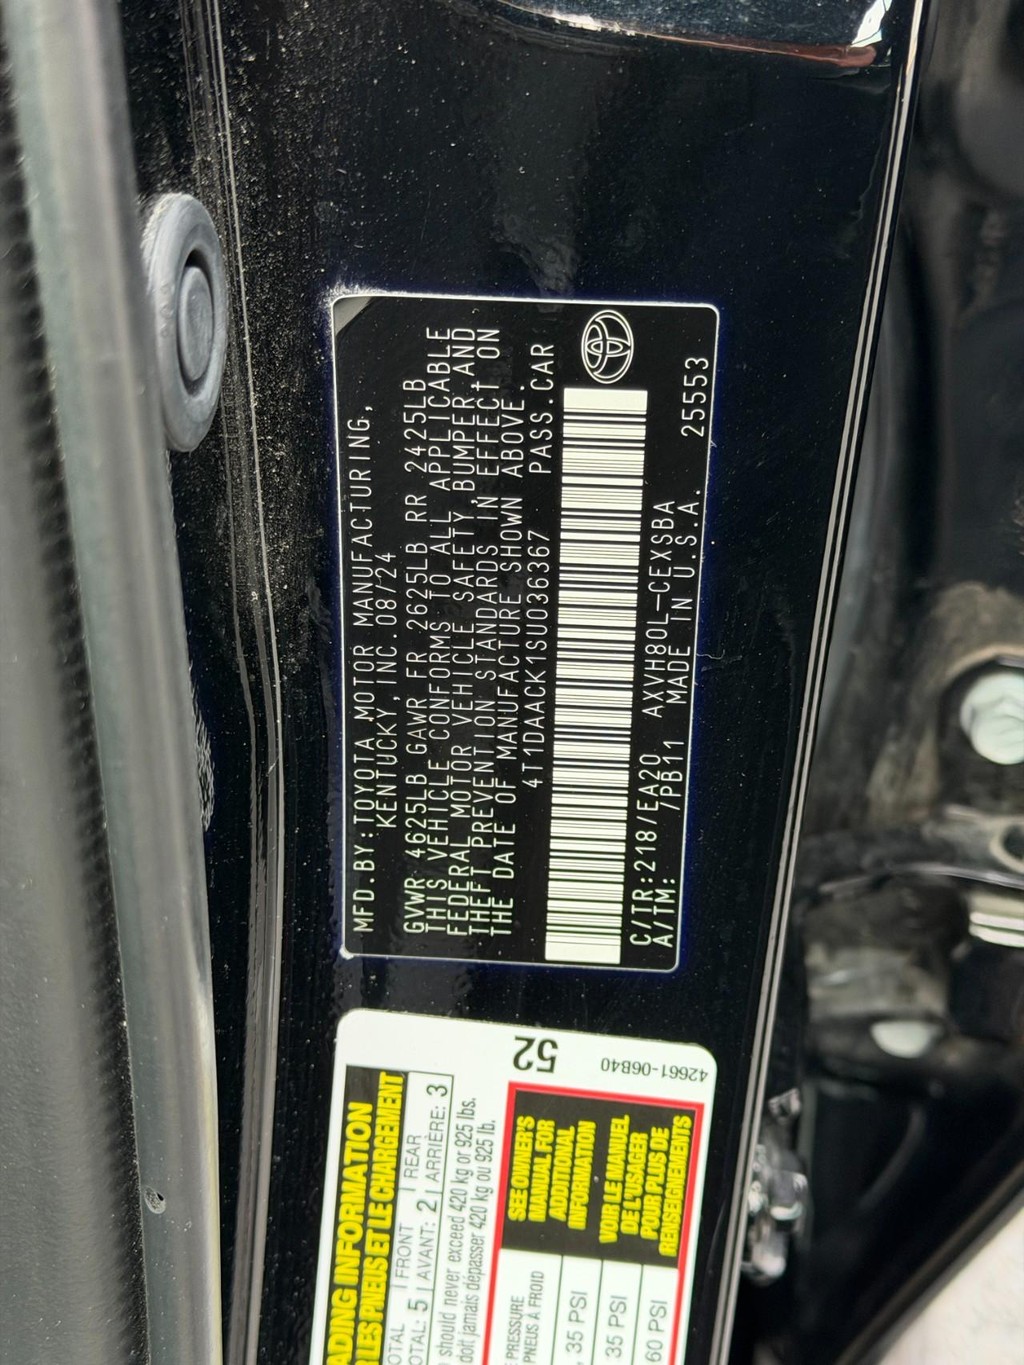 MFD BY:TOYOTA MOTOR MANUFACTURING,
KENTUCKY, INC. 08/24
GVWR 4625LB GAWR FR 2625LB RR 2425LB
THIS VEHICLE CONFORMS TO ALL APPLICABLE
FEDERAL MOTOR VEHICLE SAFETY,BUMPER,AND
THEFT PREVENTION STANDARDS IN EFFECT ON
THE DATE OF MANUFACTURE SHOWN ABOVE.
4T1DAACK1SU036367 PASS.CAR
C/TR:218/EA20 AXVH80L-CEXSBA
A/TM: /PB11 MADE IN U.S.A. 25553
52
42661-06B40
ADING INFORMATION
LES PNEUS ET LE CHARGEMENT
OTAL FRONT REAR
OTAL: 5 AVANT: 2 ARRIÈRE: 3
should never exceed 420 kg or 925 lbs.
doit jamais dépasser 420 kg ou 925 lb.
PRESSURE
PNEUS À FROID
, 35 PSI
35 PSI
60 PSI
SEE OWNER'S
MANUAL FOR
ADDITIONAL
INFORMATION
VOIR LE MANUEL
DE L'USAGER
POUR PLUS DE
RENSEIGNEMENTS